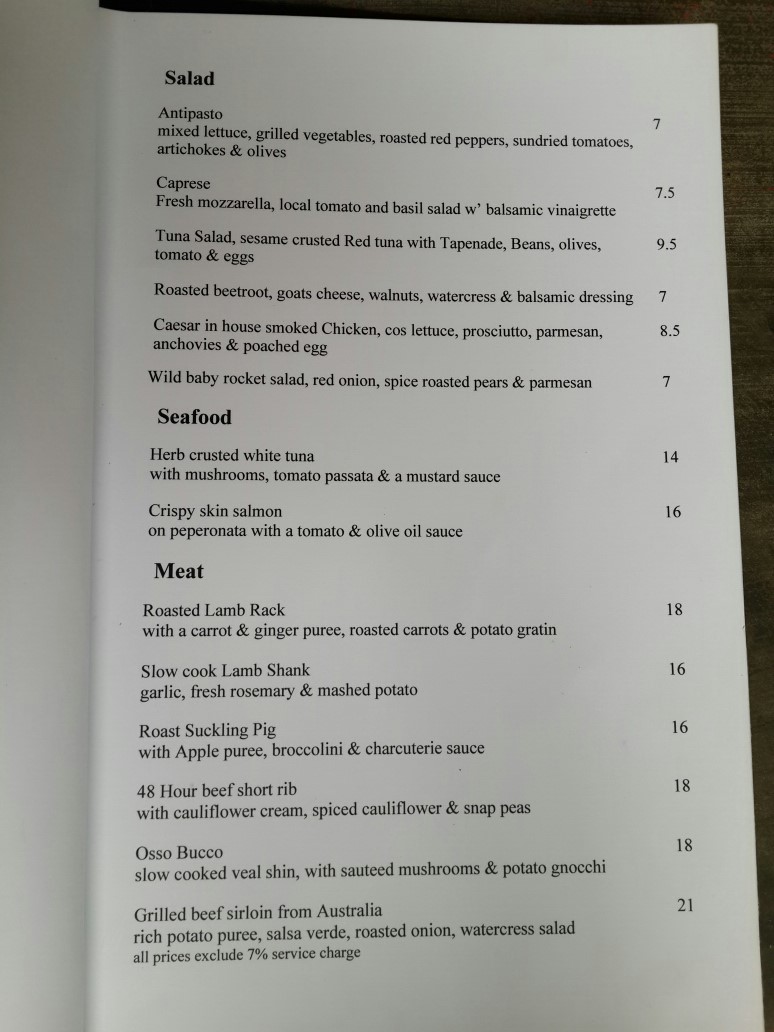 Salad
Antipasto
7
mixed lettuce, grilled vegetables, roasted red peppers, sundried tomatoes,
artichokes & olives
Caprese
7.5
Fresh mozzarella, local tomato and basil salad w' balsamic vinaigrette
Tuna Salad, sesame crusted Red tuna with Tapenade, Beans, olives, 9.5
tomato & eggs
Roasted beetroot, goats cheese, walnuts, watercress & balsamic dressing 7
Caesar in house smoked Chicken, cos lettuce, prosciutto, parmesan, 8.5
anchovies & poached egg
Wild baby rocket salad, red onion, spice roasted pears & parmesan 7
Seafood
Herb crusted white tuna 14
with mushrooms, tomato passata & a mustard sauce
Crispy skin salmon 16
on peperonata with a tomato & olive oil sauce
Meat
Roasted Lamb Rack 18
with a carrot & ginger puree, roasted carrots & potato gratin
Slow cook Lamb Shank 16
garlic, fresh rosemary & mashed potato
Roast Suckling Pig 16
with Apple puree, broccolini & charcuterie sauce
48 Hour beef short rib 18
with cauliflower cream, spiced cauliflower & snap peas
Osso Bucco 18
slow cooked veal shin, with sauteed mushrooms & potato gnocchi
Grilled beef sirloin from Australia 21
rich potato puree, salsa verde, roasted onion, watercress salad
all prices exclude 7% service charge